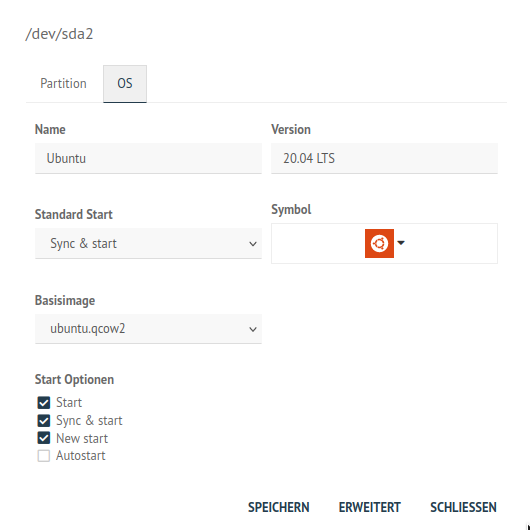 /dev/sda2
Partition OS
Name Version
Ubuntu 20.04 LTS
Standard Start Symbol
Sync & start
Basisimage
ubuntu.qcow2
Start Optionen
Start
Sync & start
New start
Autostart
SPEICHERN ERWEITERT SCHLIESSEN